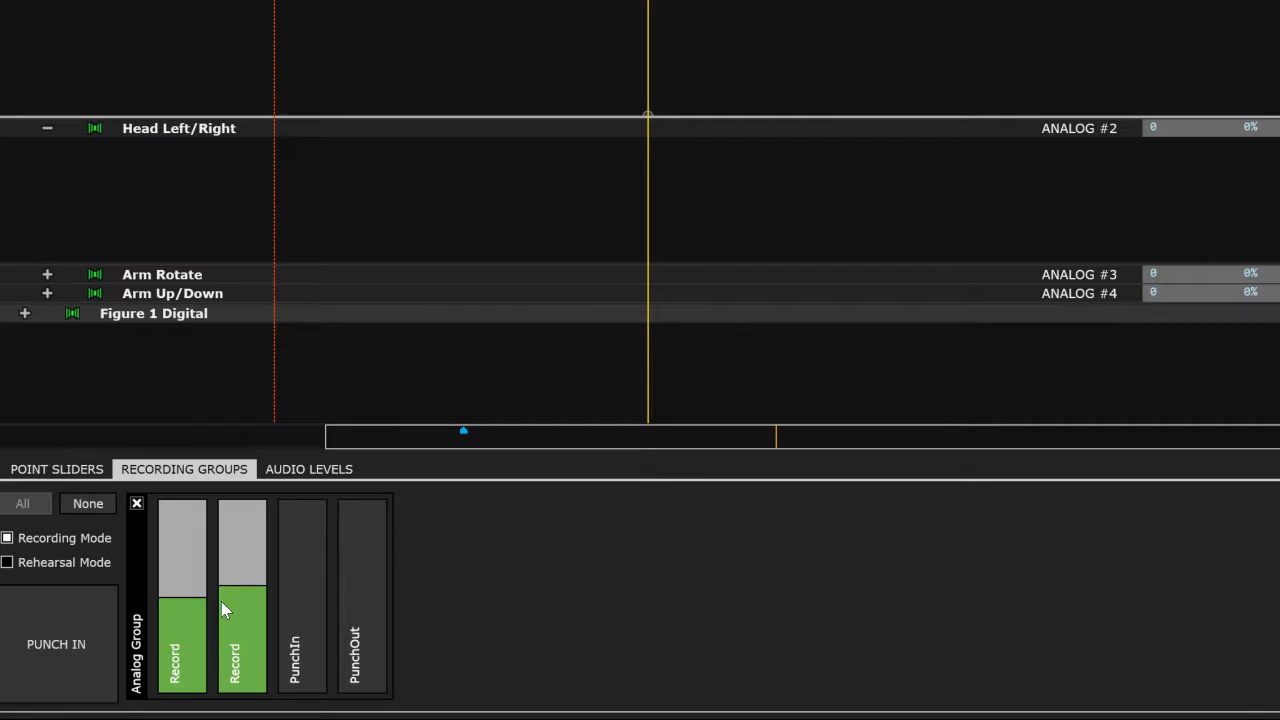 Head Left/Right ANALOG #2 0 0%
Arm Rotate ANALOG #3 0 0%
Arm Up/Down ANALOG #4 0 0%
Figure 1 Digital
POINT SLIDERS RECORDING GROUPS AUDIO LEVELS
All None
Recording Mode
Rehearsal Mode
PUNCH IN
Analog Group
Record
Record
PunchIn
PunchOut